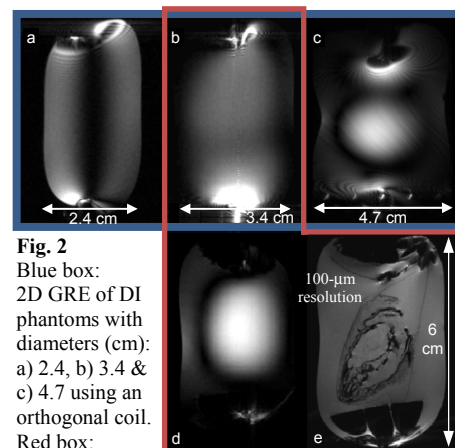 a
b
c
2.4 cm
3.4 cm
4.7 cm
Fig. 2
Blue box:
2D GRE of DI
phantoms with
diameters (cm):
a) 2.4, b) 3.4 &
c) 4.7 using an
orthogonal coil.
Red box:
d
100-μm
resolution
6
cm
e